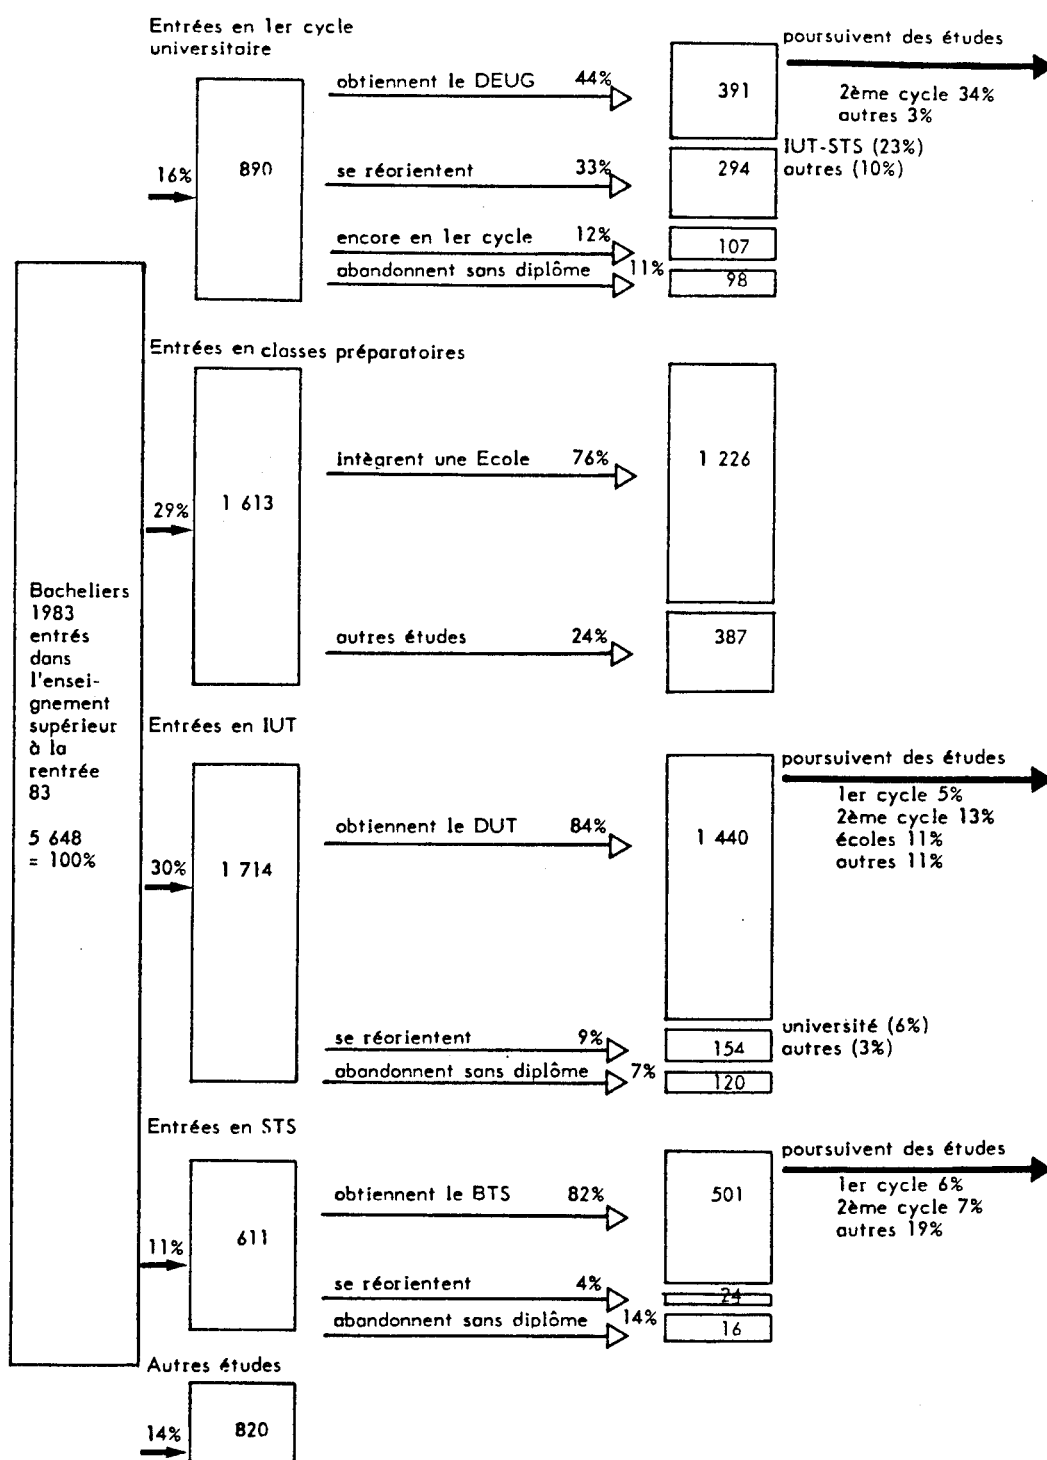 Entrées en 1er cycle
universitaire
16%
890
obtiennent le DEUG 44%
391
poursuivent des études
2ème cycle 34%
autres 3%
se réorientent 33%
294
IUT-STS (23%)
autres (10%)
encore en 1er cycle 12%
107
abandonnent sans diplôme 11%
98
Entrées en classes préparatoires
29%
1 613
intègrent une Ecole 76%
1 226
autres études 24%
387
Bacheliers
1983
entrés
dans
l'ensei-
gnement
supérieur
à la
rentrée
83
5 648
= 100%
Entrées en IUT
30%
1 714
obtiennent le DUT 84%
1 440
poursuivent des études
1er cycle 5%
2ème cycle 13%
écoles 11%
autres 11%
se réorientent 9%
154
université (6%)
autres (3%)
abandonnent sans diplôme 7%
120
Entrées en STS
11%
611
obtiennent le BTS 82%
501
poursuivent des études
1er cycle 6%
2ème cycle 7%
autres 19%
se réorientent 4%
24
abandonnent sans diplôme 14%
16
Autres études
14%
820